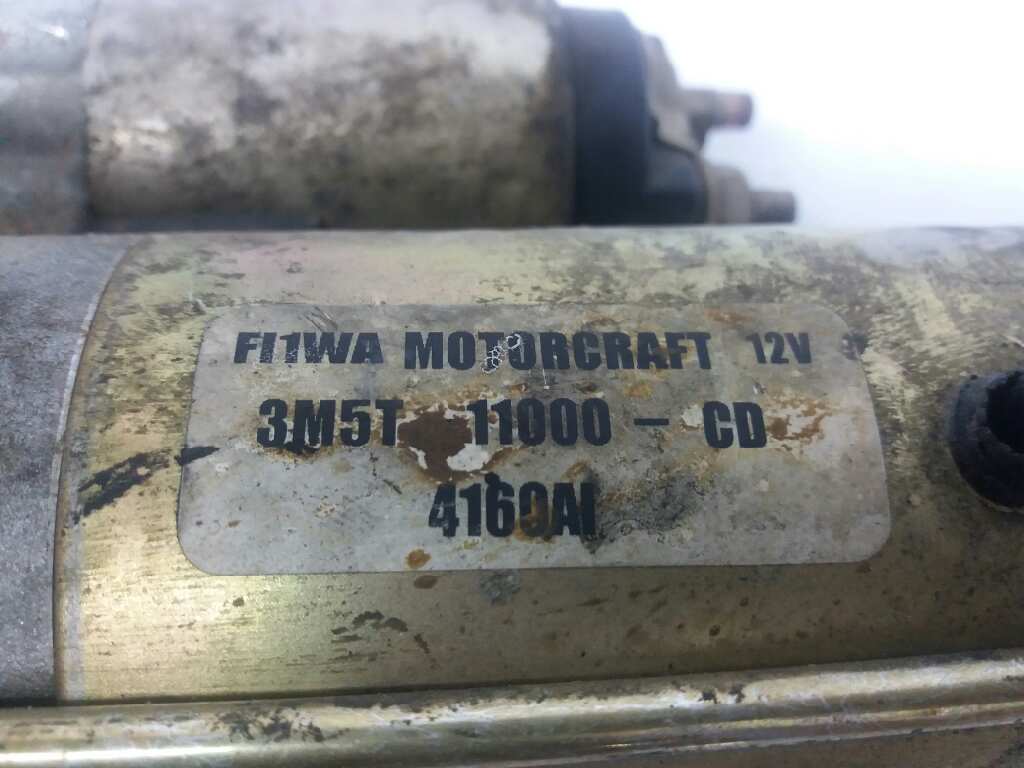 FI1WA MOTORCRAFT 12V
3M5T-11000-CD
4160AI